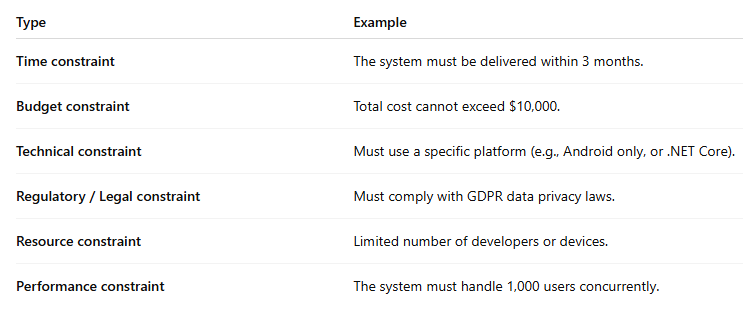 Type Example
Time constraint The system must be delivered within 3 months.
Budget constraint Total cost cannot exceed $10,000.
Technical constraint Must use a specific platform (e.g., Android only, or .NET Core).
Regulatory / Legal constraint Must comply with GDPR data privacy laws.
Resource constraint Limited number of developers or devices.
Performance constraint The system must handle 1,000 users concurrently.